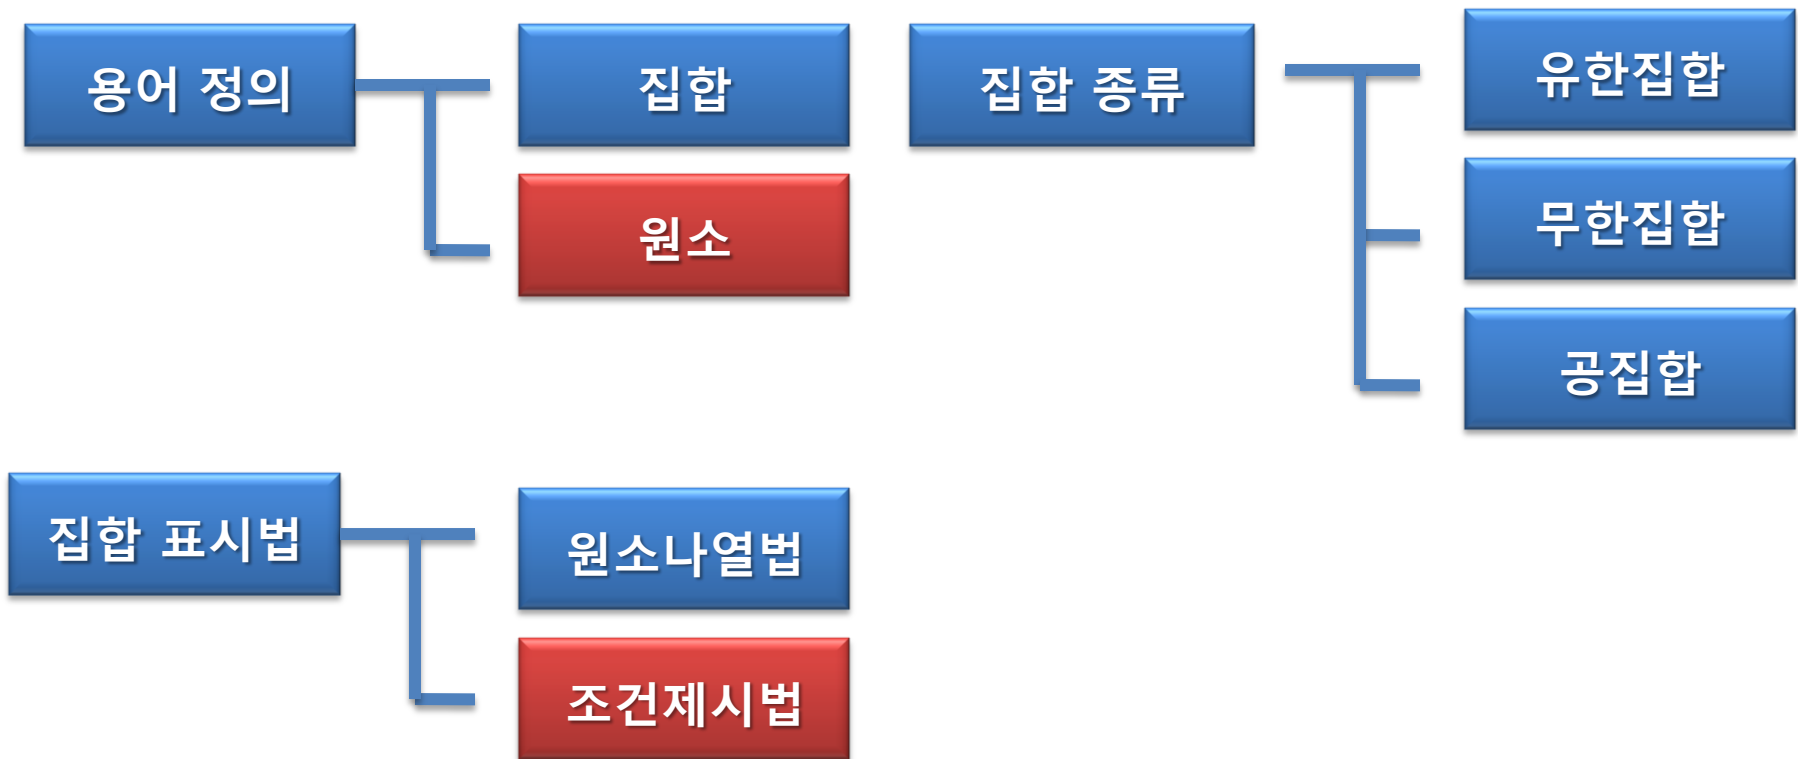 용어 정의
집합
원소
집합 종류
유한집합
무한집합
공집합
집합 표시법
원소나열법
조건제시법